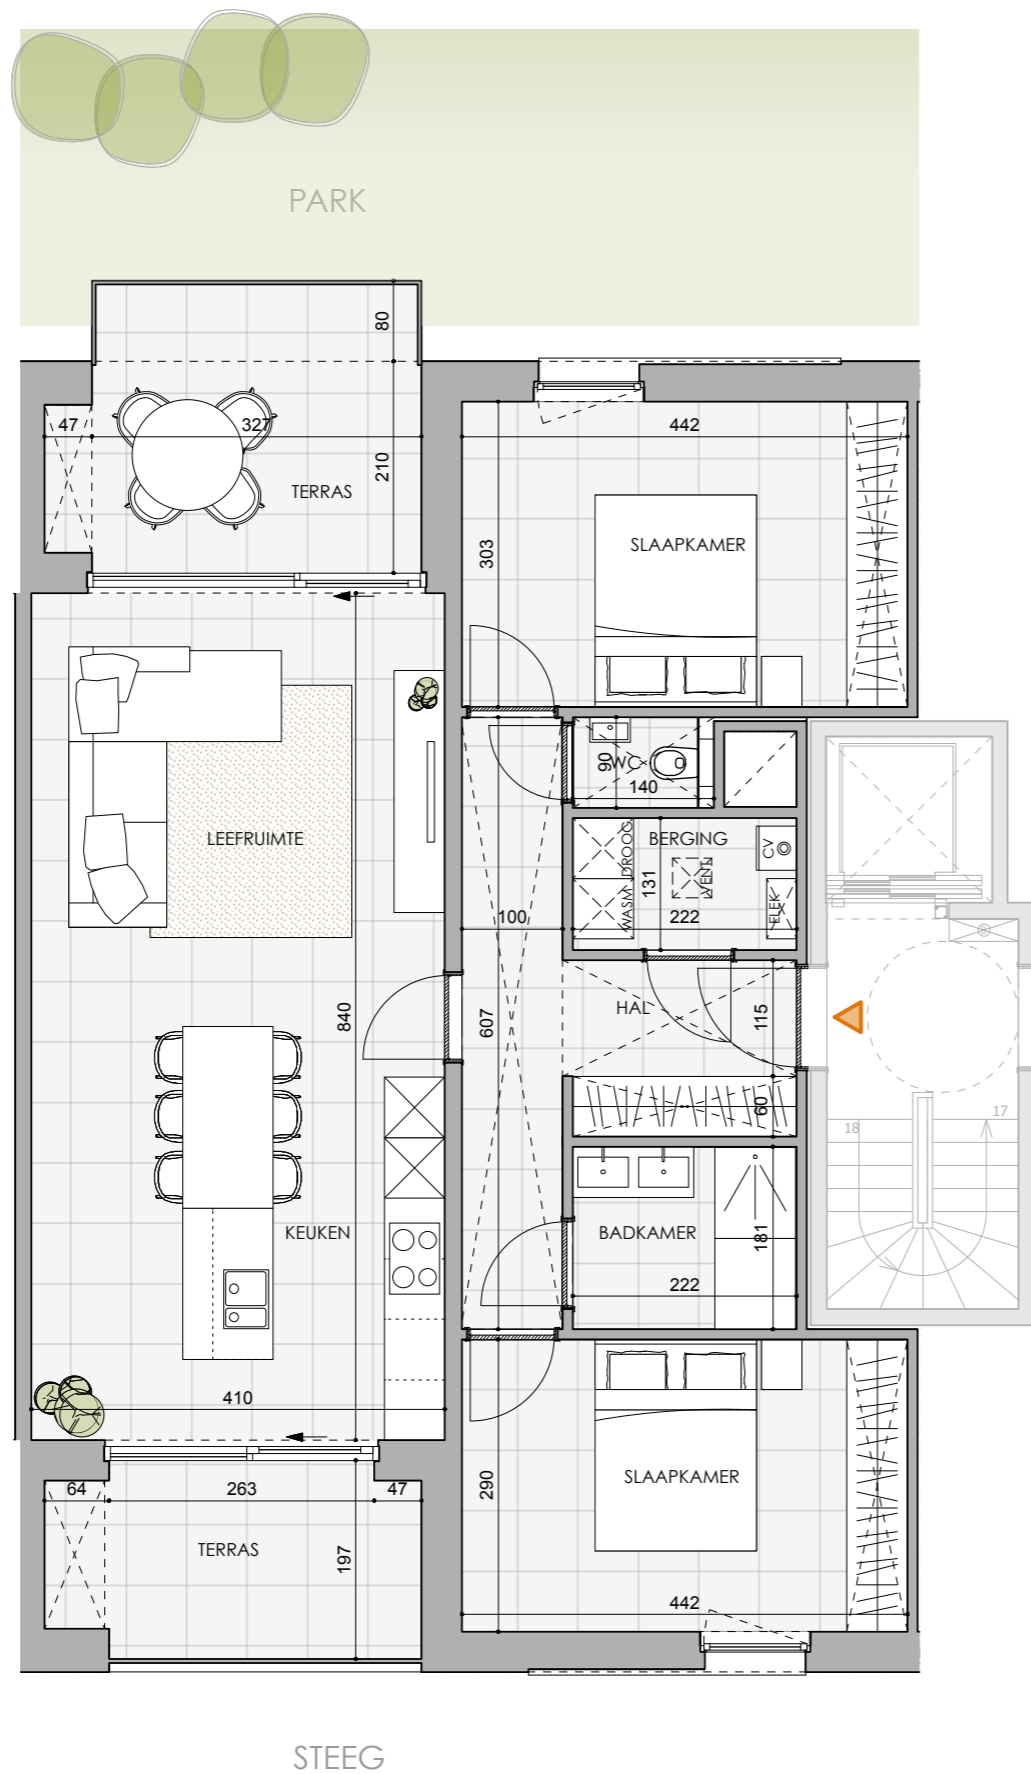 PARK
80
47
327
210
TERRAS
442
303
SLAAPKAMER
90
WC
140
LEEFRUIMTE
DROOG
BERGING
CV
131
VENT
WASM
ELEK
100
222
840
607
HAL
115
60
17
18
KEUKEN
BADKAMER
181
222
410
64
263
47
290
SLAAPKAMER
TERRAS
197
442
STEEG